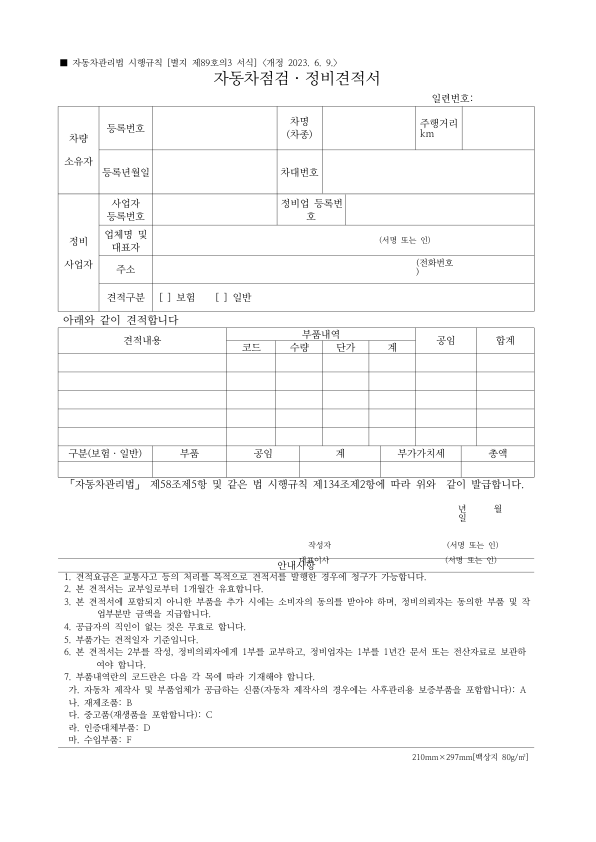 ■ 자동차관리법 시행규칙 [별지 제89호의3 서식] <개정 2023. 6. 9.>
자동차점검ㆍ정비견적서
일련번호:
차량
소유자
등록번호
차명
(차종)
주행거리
km
등록년월일
차대번호
정비
사업자
사업자
등록번호
정비업 등록번
호
업체명 및
대표자
(서명 또는 인)
주소
(전화번호
)
견적구분
[ ] 보험 [ ] 일반
아래와 같이 견적합니다
견적내용
부품내역
공임
합계
코드
수량
단가
계
구분(보험ㆍ일반)
부품
공임
계
부가가치세
총액
「자동차관리법」 제58조제5항 및 같은 법 시행규칙 제134조제2항에 따라 위와 같이 발급합니다.
년 월
일
작성자 (서명 또는 인)
대표이사 (서명 또는 인)
안내사항
1. 견적요금은 교통사고 등의 처리를 목적으로 견적서를 발행한 경우에 청구가 가능합니다.
2. 본 견적서는 교부일로부터 1개월간 유효합니다.
3. 본 견적서에 포함되지 아니한 부품을 추가 시에는 소비자의 동의를 받아야 하며, 정비의뢰자는 동의한 부품 및 작
업부분만 금액을 지급합니다.
4. 공급자의 직인이 없는 것은 무효로 합니다.
5. 부품가는 견적일자 기준입니다.
6. 본 견적서는 2부를 작성, 정비의뢰자에게 1부를 교부하고, 정비업자는 1부를 1년간 문서 또는 전산자료로 보관하
여야 합니다.
7. 부품내역란의 코드란은 다음 각 목에 따라 기재해야 합니다.
가. 자동차 제작사 및 부품업체가 공급하는 신품(자동차 제작사의 경우에는 사후관리용 보증부품을 포함합니다): A
나. 재제조품: B
다. 중고품(재생품을 포함합니다): C
라. 인증대체부품: D
마. 수입부품: F
210mm×297mm[백상지 80g/㎡]